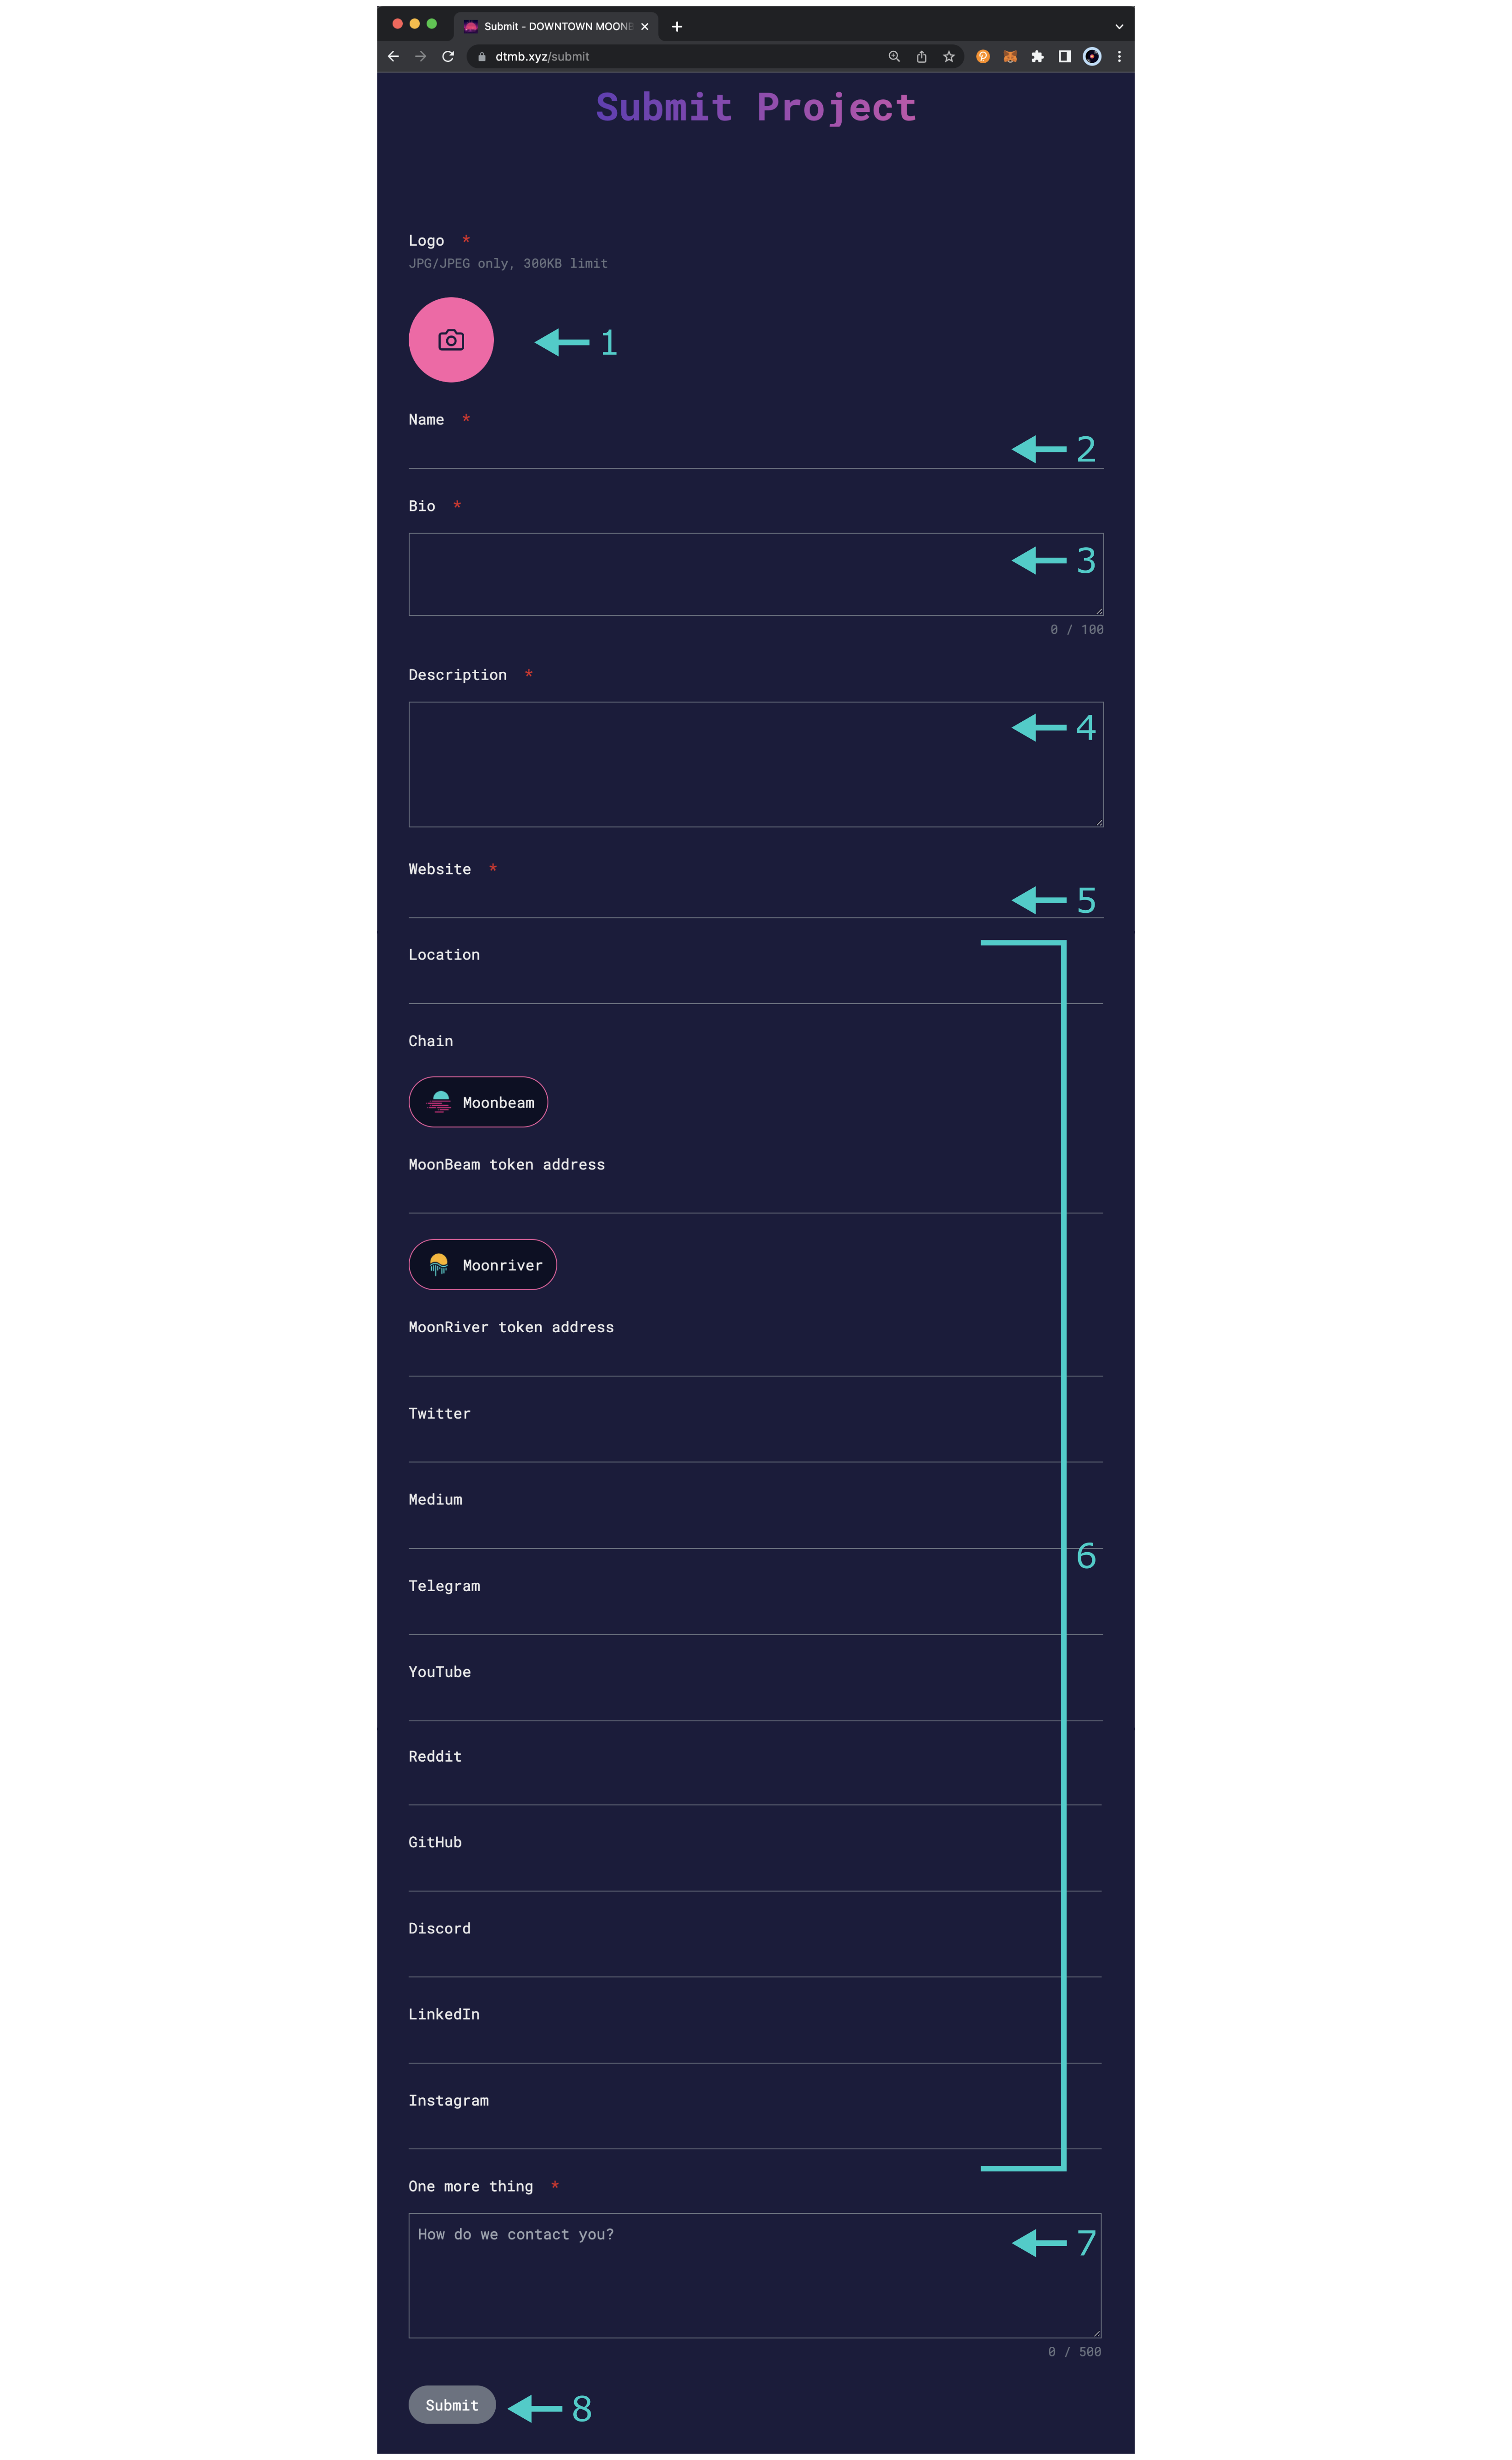 Submit - DOWNTOWN MOONB
dtmb.xyz/submit
Submit Project
Logo *
JPG/JPEG only, 300KB limit
1
Name *
2
Bio *
3
0 / 100
Description *
4
Website *
5
Location
Chain
Moonbeam
MoonBeam token address
Moonriver
MoonRiver token address
Twitter
Medium
6
Telegram
YouTube
Reddit
GitHub
Discord
LinkedIn
Instagram
One more thing *
How do we contact you?
7
0 / 500
Submit
8